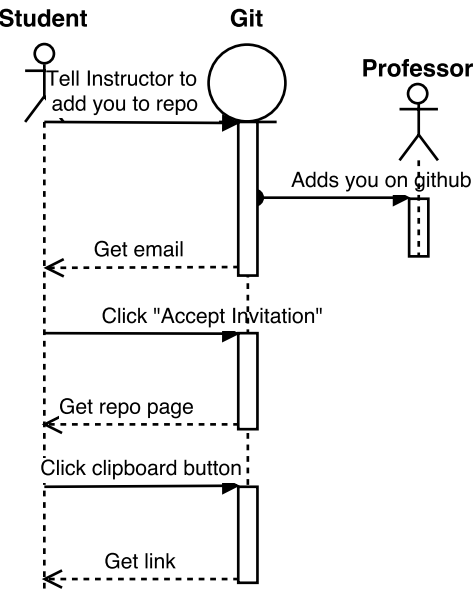 Student
Git
Professor
Tell Instructor to
add you to repo
Adds you on github
Get email
Click "Accept Invitation"
Get repo page
Click clipboard button
Get link